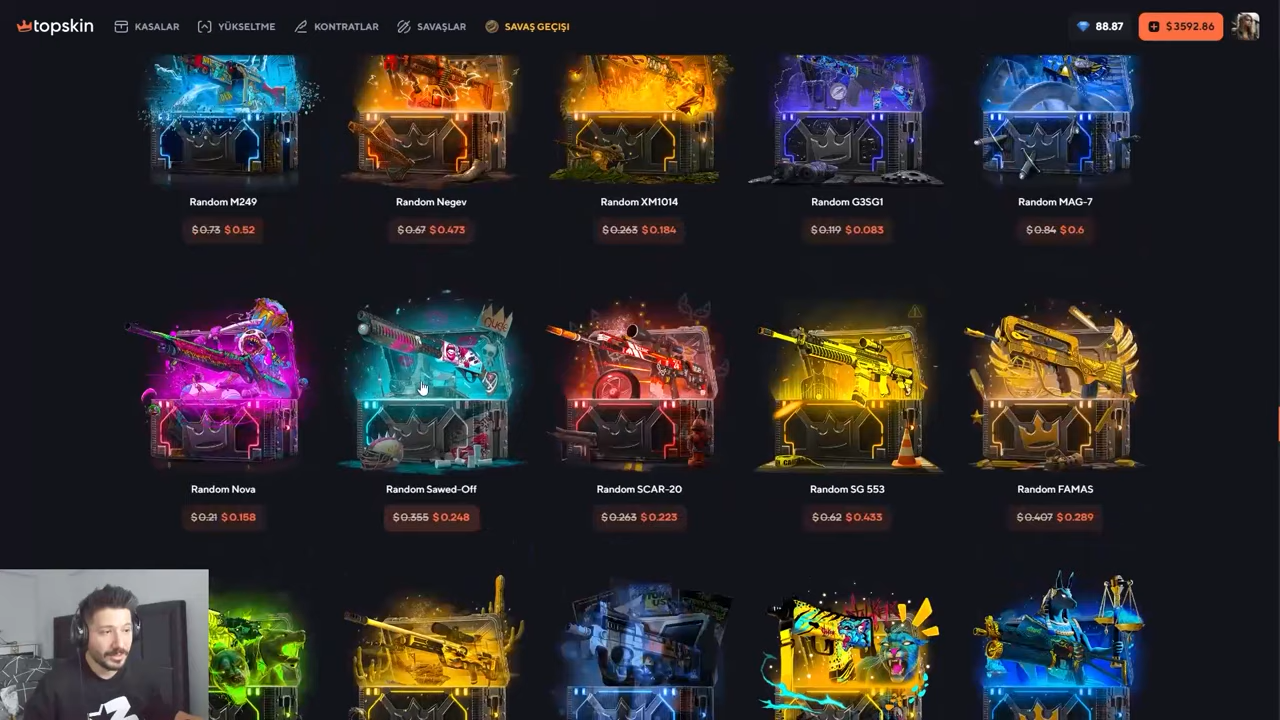 topskin KASALAR YÜKSELTME KONTRATLAR SAVAŞLAR SAVAŞ GEÇİŞİ 88.87 $3592.86
Random M249 Random Negev Random XM1014 Random G3SG1 Random MAG-7
$0.73 $0.52 $0.67 $0.473 $0.263 $0.184 $0.119 $0.083 $0.84 $0.6
Random Nova Random Sawed-Off Random SCAR-20 Random SG 553 Random FAMAS
$0.21 $0.158 $0.355 $0.248 $0.263 $0.223 $0.62 $0.433 $0.407 $0.289